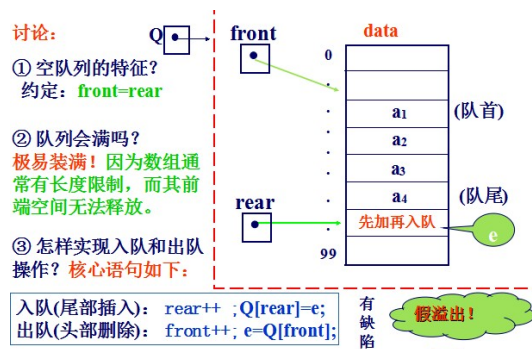 讨论：
① 空队列的特征？
约定：front=rear
② 队列会满吗？
极易装满！因为数组通
常有长度限制，而其前
端空间无法释放。
③ 怎样实现入队和出队
操作？核心语句如下：
Q
front
data
0
.
.
a1
(队首)
.
a2
.
a3
.
a4
(队尾)
rear
.
先加再入队
e
99
入队(尾部插入)： rear++ ;Q[rear]=e;
出队(头部删除)： front++; e=Q[front];
有
缺
陷
假溢出！